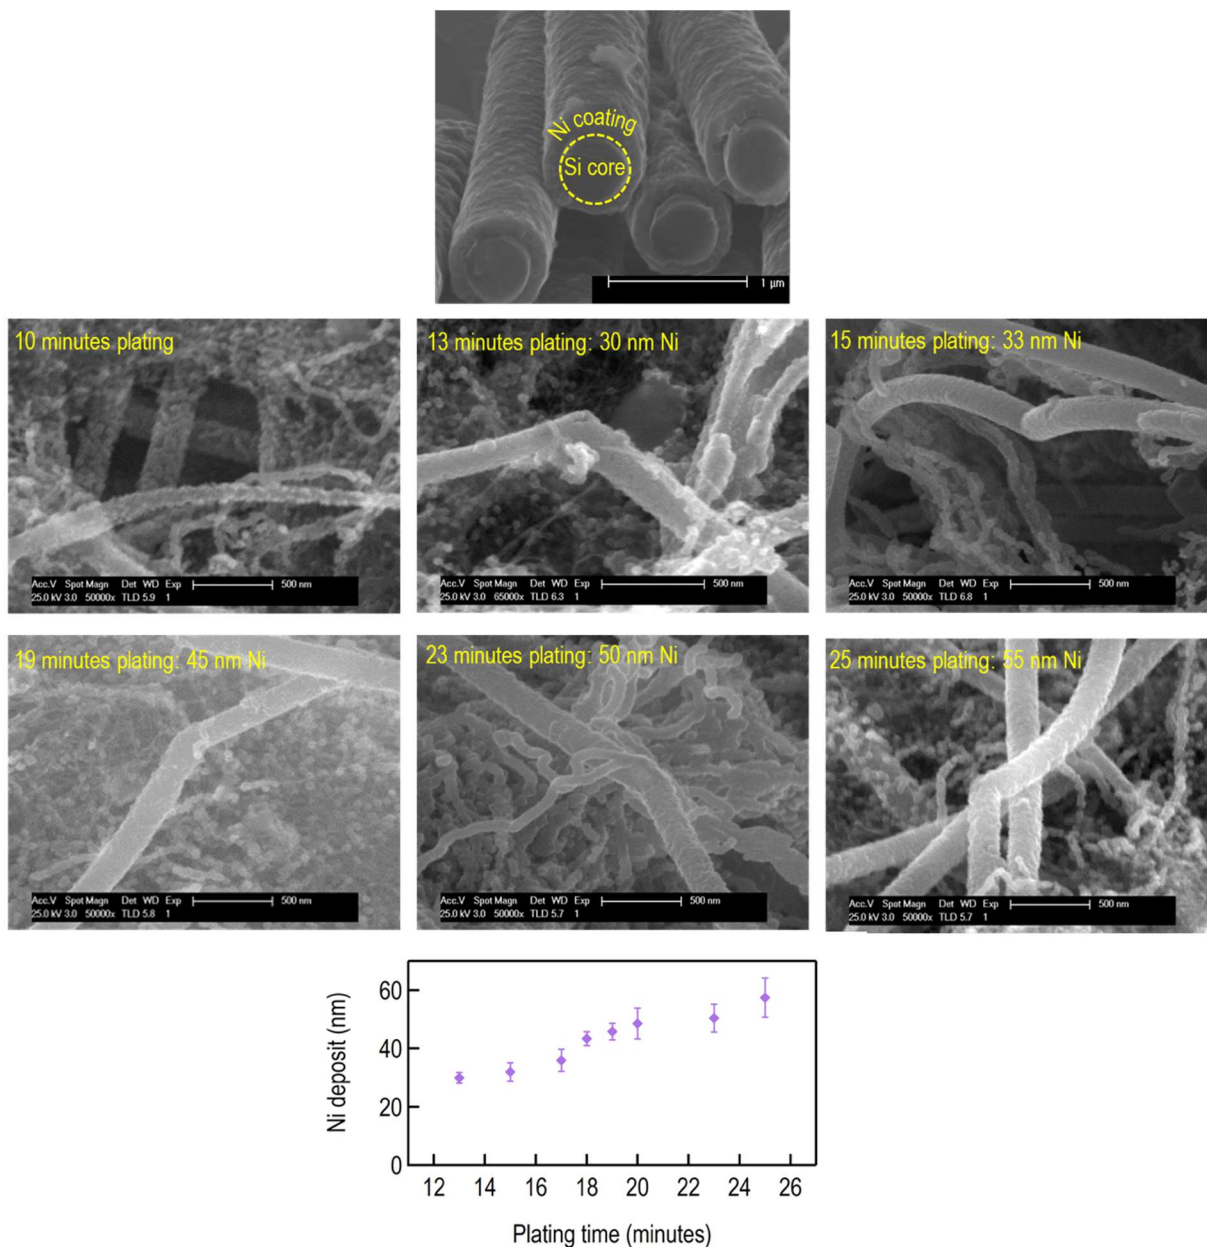 Ni coating
Si core
1 µm
10 minutes plating
Acc.V Spot Magn Det WD Exp
25.0 kV 3.0 50000x TLD 5.9 1
500 nm
13 minutes plating: 30 nm Ni
Acc.V Spot Magn Det WD Exp
25.0 kV 3.0 65000x TLD 6.3 1
500 nm
15 minutes plating: 33 nm Ni
Acc.V Spot Magn Det WD Exp
25.0 kV 3.0 50000x TLD 6.8 1
500 nm
19 minutes plating: 45 nm Ni
Acc.V Spot Magn Det WD Exp
25.0 kV 3.0 50000x TLD 5.8 1
500 nm
23 minutes plating: 50 nm Ni
Acc.V Spot Magn Det WD Exp
25.0 kV 3.0 50000x TLD 5.7 1
500 nm
25 minutes plating: 55 nm Ni
Acc.V Spot Magn Det WD Exp
25.0 kV 3.0 50000x TLD 5.7 1
500 nm
Ni deposit (nm)
60
40
20
0
12 14 16 18 20 22 24 26
Plating time (minutes)